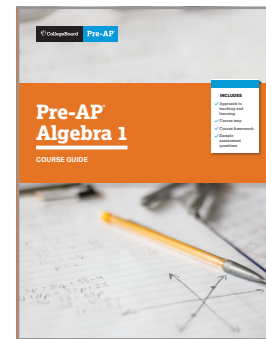 CollegeBoard Pre-AP
Pre-AP®
Algebra 1
COURSE GUIDE
INCLUDES
✓ Approach to
teaching and
learning
✓ Course map
✓ Course framework
✓ Sample
assessment
questions